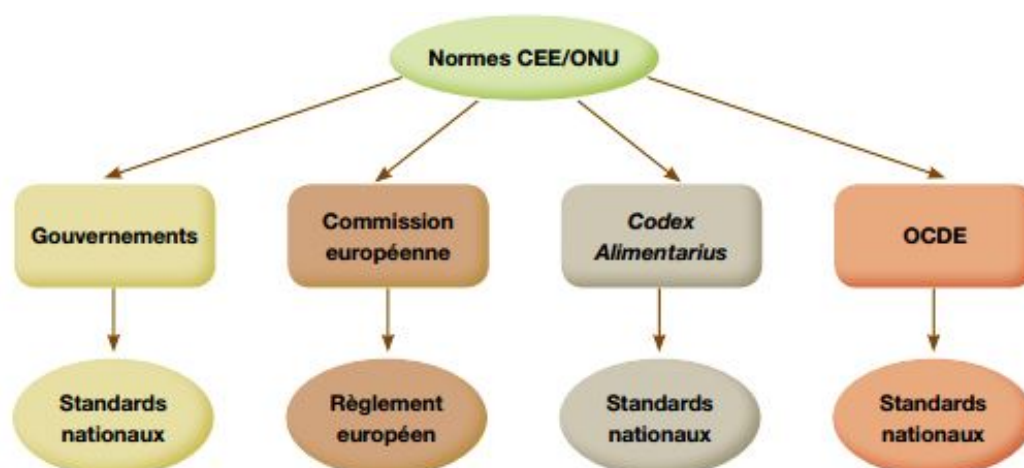 Normes CEE/ONU
Gouvernements
Commission
européenne
Codex
Alimentarius
OCDE
Standards
nationaux
Règlement
européen
Standards
nationaux
Standards
nationaux